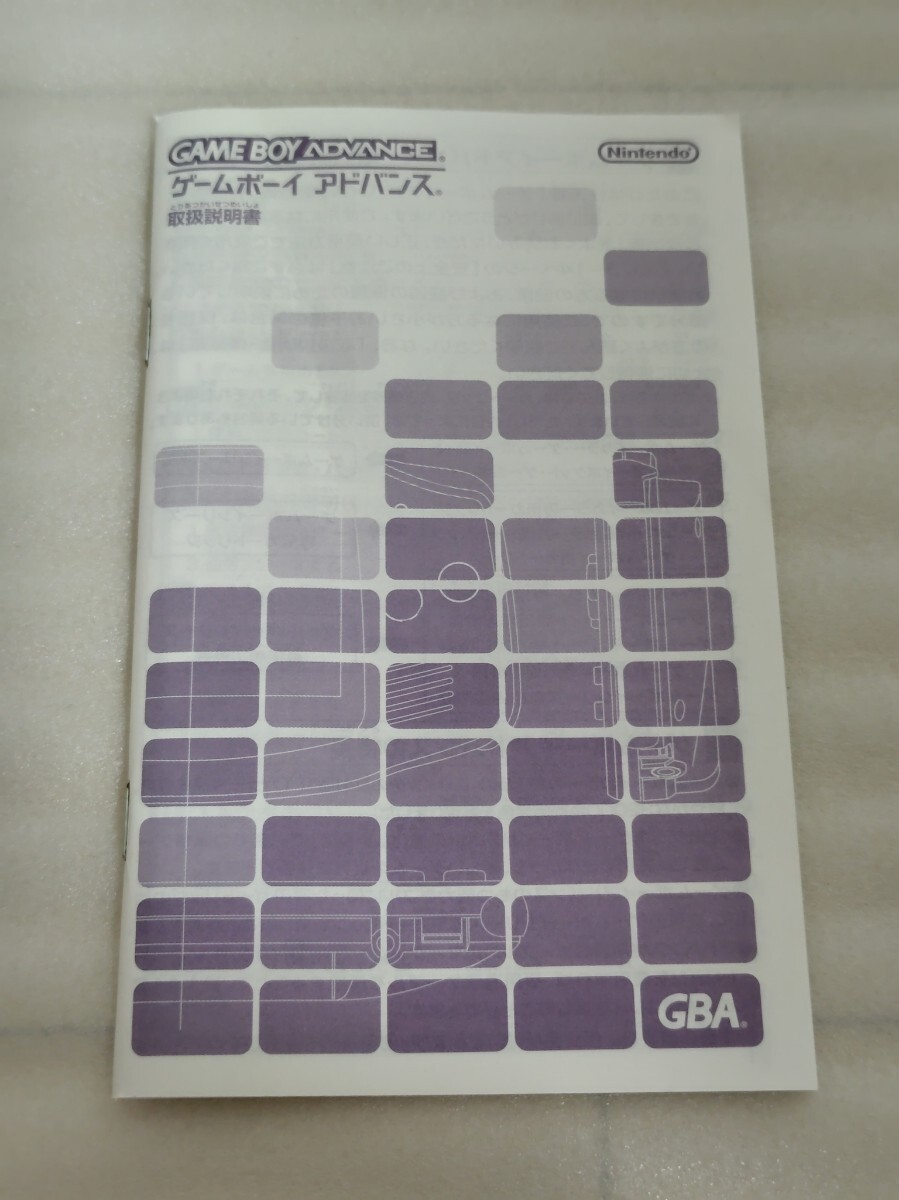 GAME BOY ADVANCE®
Nintendo®
ゲームボーイ アドバンス®
とりあつかいせつめいしょ
取扱説明書
GBA®